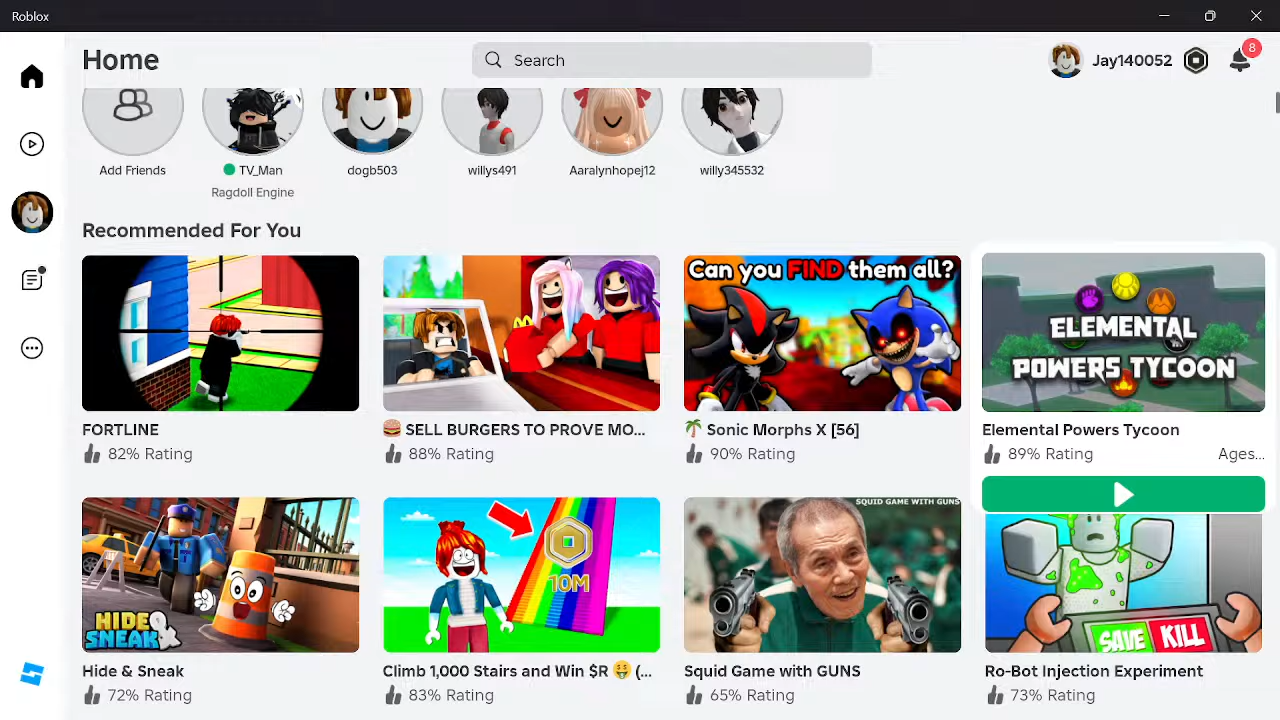 Roblox
Home
Search
Jay140052
8
Add Friends
TV_Man
dogb503
willys491
Aaralynhopej12
willy345532
Ragdoll Engine
Recommended For You
Can you FIND them all?
ELEMENTAL
POWERS TYCOON
FORTLINE
🍔 SELL BURGERS TO PROVE MO...
🌴 Sonic Morphs X [56]
Elemental Powers Tycoon
82% Rating
88% Rating
90% Rating
89% Rating
Ages...
SQUID GAME WITH GUNS
10M
HIDE &
SNEAK
SAVE KILL
Hide & Sneak
Climb 1,000 Stairs and Win $R 🤑 (...
Squid Game with GUNS
Ro-Bot Injection Experiment
72% Rating
83% Rating
65% Rating
73% Rating